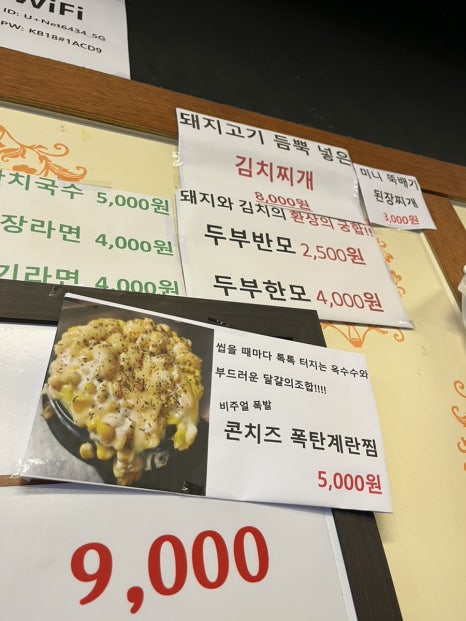 WiFi
ID: U+Net6434_5G
PW: KB18#1ACD9
돼지고기 듬뿍 넣은
김치찌개
8,000원
돼지와 김치의 환상의 궁합!!
두부반모 2,500원
두부한모 4,000원
미니 뚝배기
된장찌개
3,000원
치국수 5,000원
장라면 4,000원
기라면 4,000원
씹을 때마다 톡톡 터지는 옥수수와
부드러운 달걀의조합!!!!
비주얼 폭발
콘치즈 폭탄계란찜
5,000원
9,000